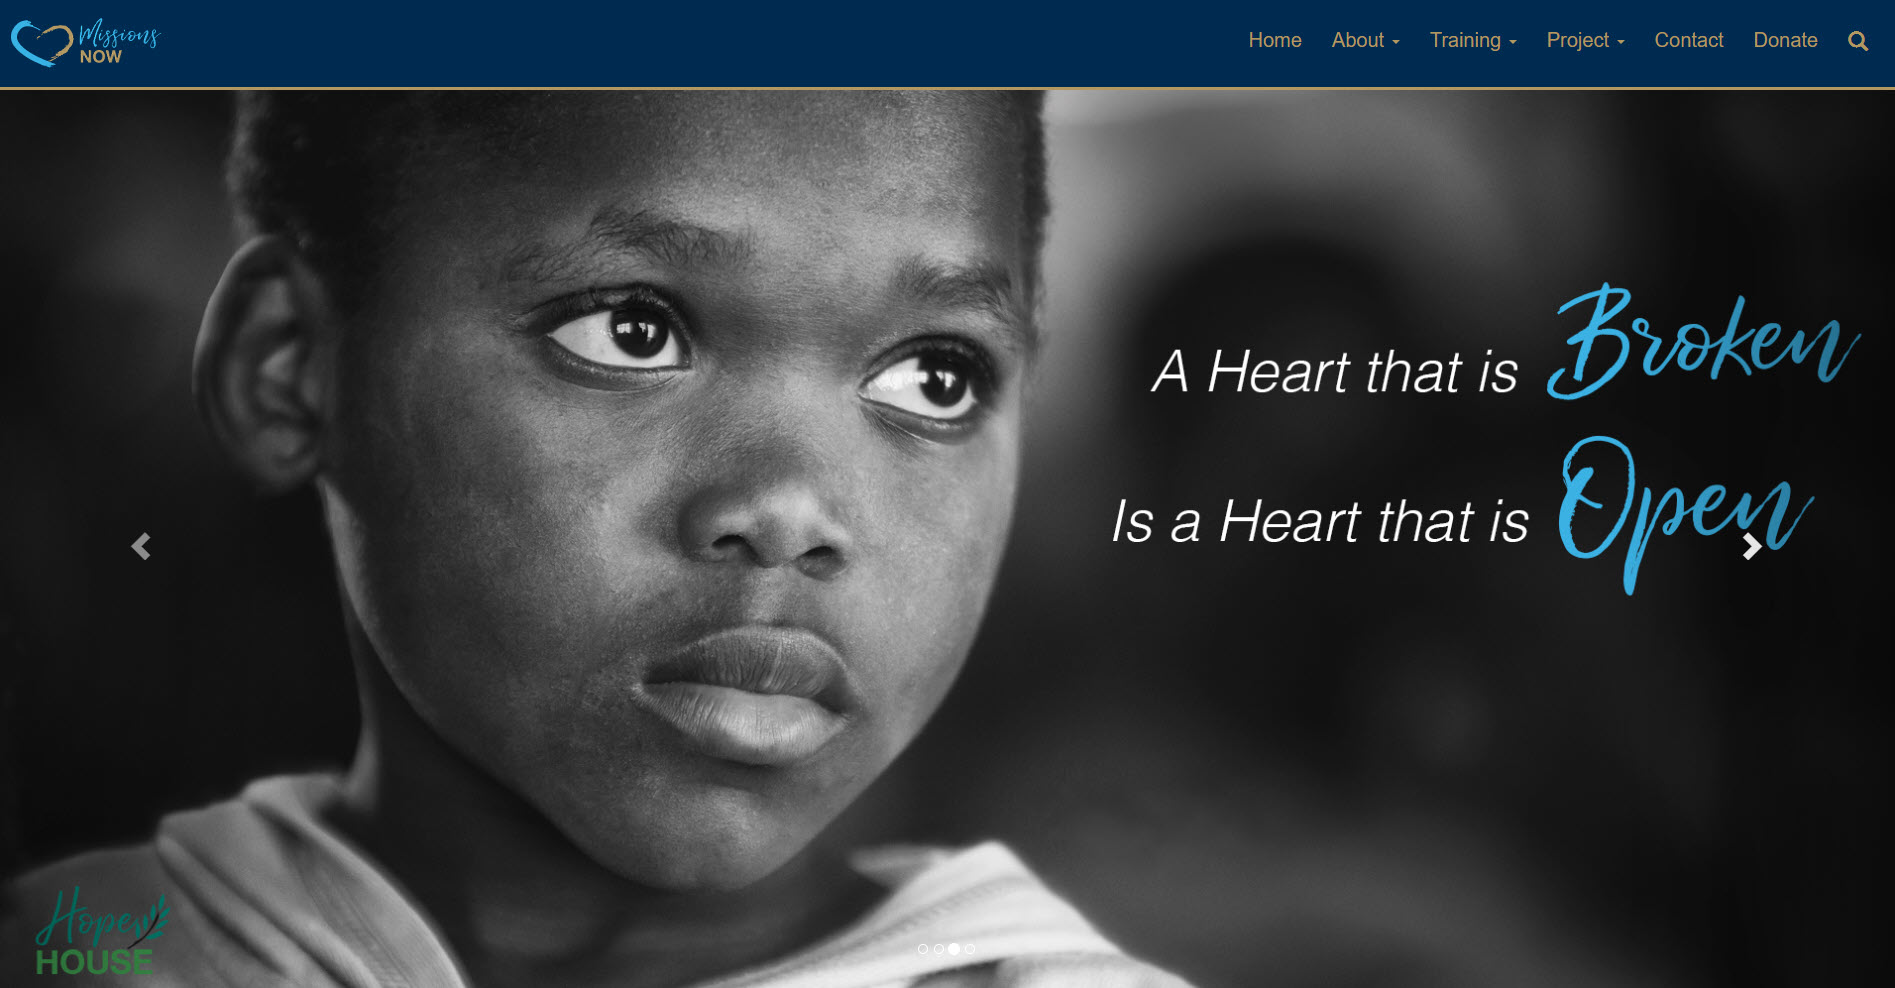 Missions
NOW
Home About Training Project Contact Donate
A Heart that is Broken
Is a Heart that is Open
Hope
HOUSE